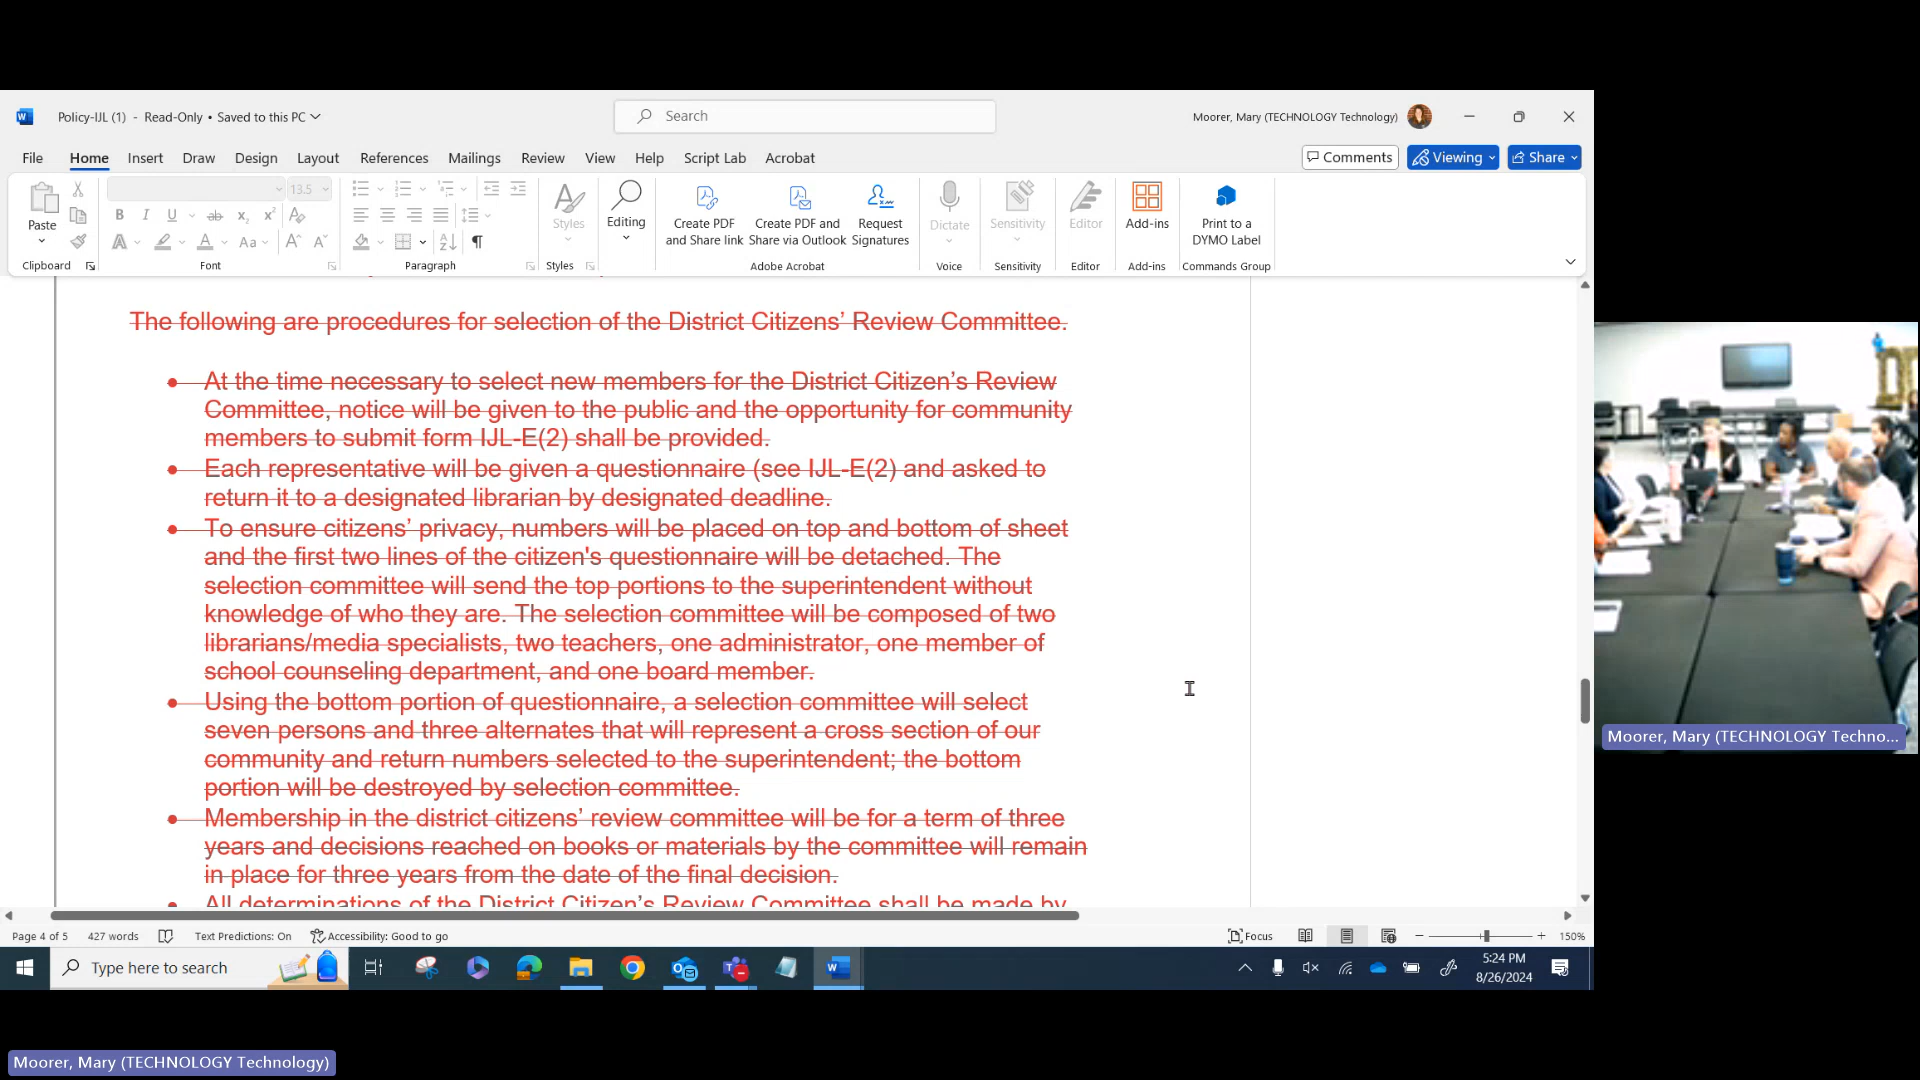 Policy-IJL (1) - Read-Only • Saved to this PC
Search
Moorer, Mary (TECHNOLOGY Technology)
File Home Insert Draw Design Layout References Mailings Review View Help Script Lab Acrobat
Comments Viewing Share
13.5
Paste
Styles
Editing
Create PDF and Share link
Create PDF and Share via Outlook
Request Signatures
Dictate
Sensitivity
Editor
Add-ins
Print to a DYMO Label
Clipboard Font Paragraph Styles Adobe Acrobat Voice Sensitivity Editor Add-ins Commands Group
The following are procedures for selection of the District Citizens’ Review Committee.
• At the time necessary to select new members for the District Citizen’s Review
Committee, notice will be given to the public and the opportunity for community
members to submit form IJL-E(2) shall be provided.
• Each representative will be given a questionnaire (see IJL-E(2) and asked to
return it to a designated librarian by designated deadline.
• To ensure citizens’ privacy, numbers will be placed on top and bottom of sheet
and the first two lines of the citizen's questionnaire will be detached. The
selection committee will send the top portions to the superintendent without
knowledge of who they are. The selection committee will be composed of two
librarians/media specialists, two teachers, one administrator, one member of
school counseling department, and one board member.
• Using the bottom portion of questionnaire, a selection committee will select
seven persons and three alternates that will represent a cross section of our
community and return numbers selected to the superintendent; the bottom
portion will be destroyed by selection committee.
• Membership in the district citizens’ review committee will be for a term of three
years and decisions reached on books or materials by the committee will remain
in place for three years from the date of the final decision.
• All determinations of the District Citizen’s Review Committee shall be made by
Moorer, Mary (TECHNOLOGY Techno...
Page 4 of 5 427 words Text Predictions: On Accessibility: Good to go Focus 150%
Type here to search
5:24 PM
8/26/2024
Moorer, Mary (TECHNOLOGY Technology)